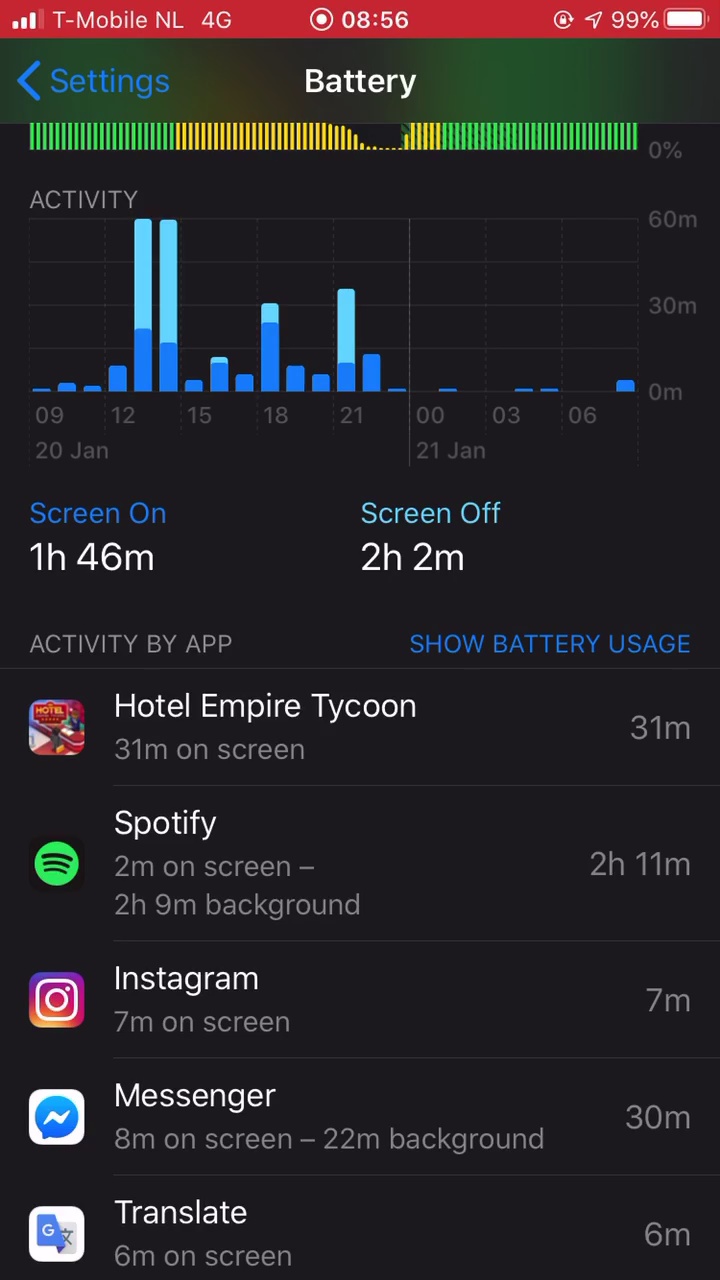 T-Mobile NL 4G 08:56 99%
Settings Battery
0%
ACTIVITY
60m
30m
0m
09 12 15 18 21 00 03 06
20 Jan 21 Jan
Screen On Screen Off
1h 46m 2h 2m
ACTIVITY BY APP SHOW BATTERY USAGE
HOTEL
Hotel Empire Tycoon
31m on screen
31m
Spotify
2m on screen –
2h 9m background
2h 11m
Instagram
7m on screen
7m
Messenger
8m on screen – 22m background
30m
G 文
Translate
6m on screen
6m